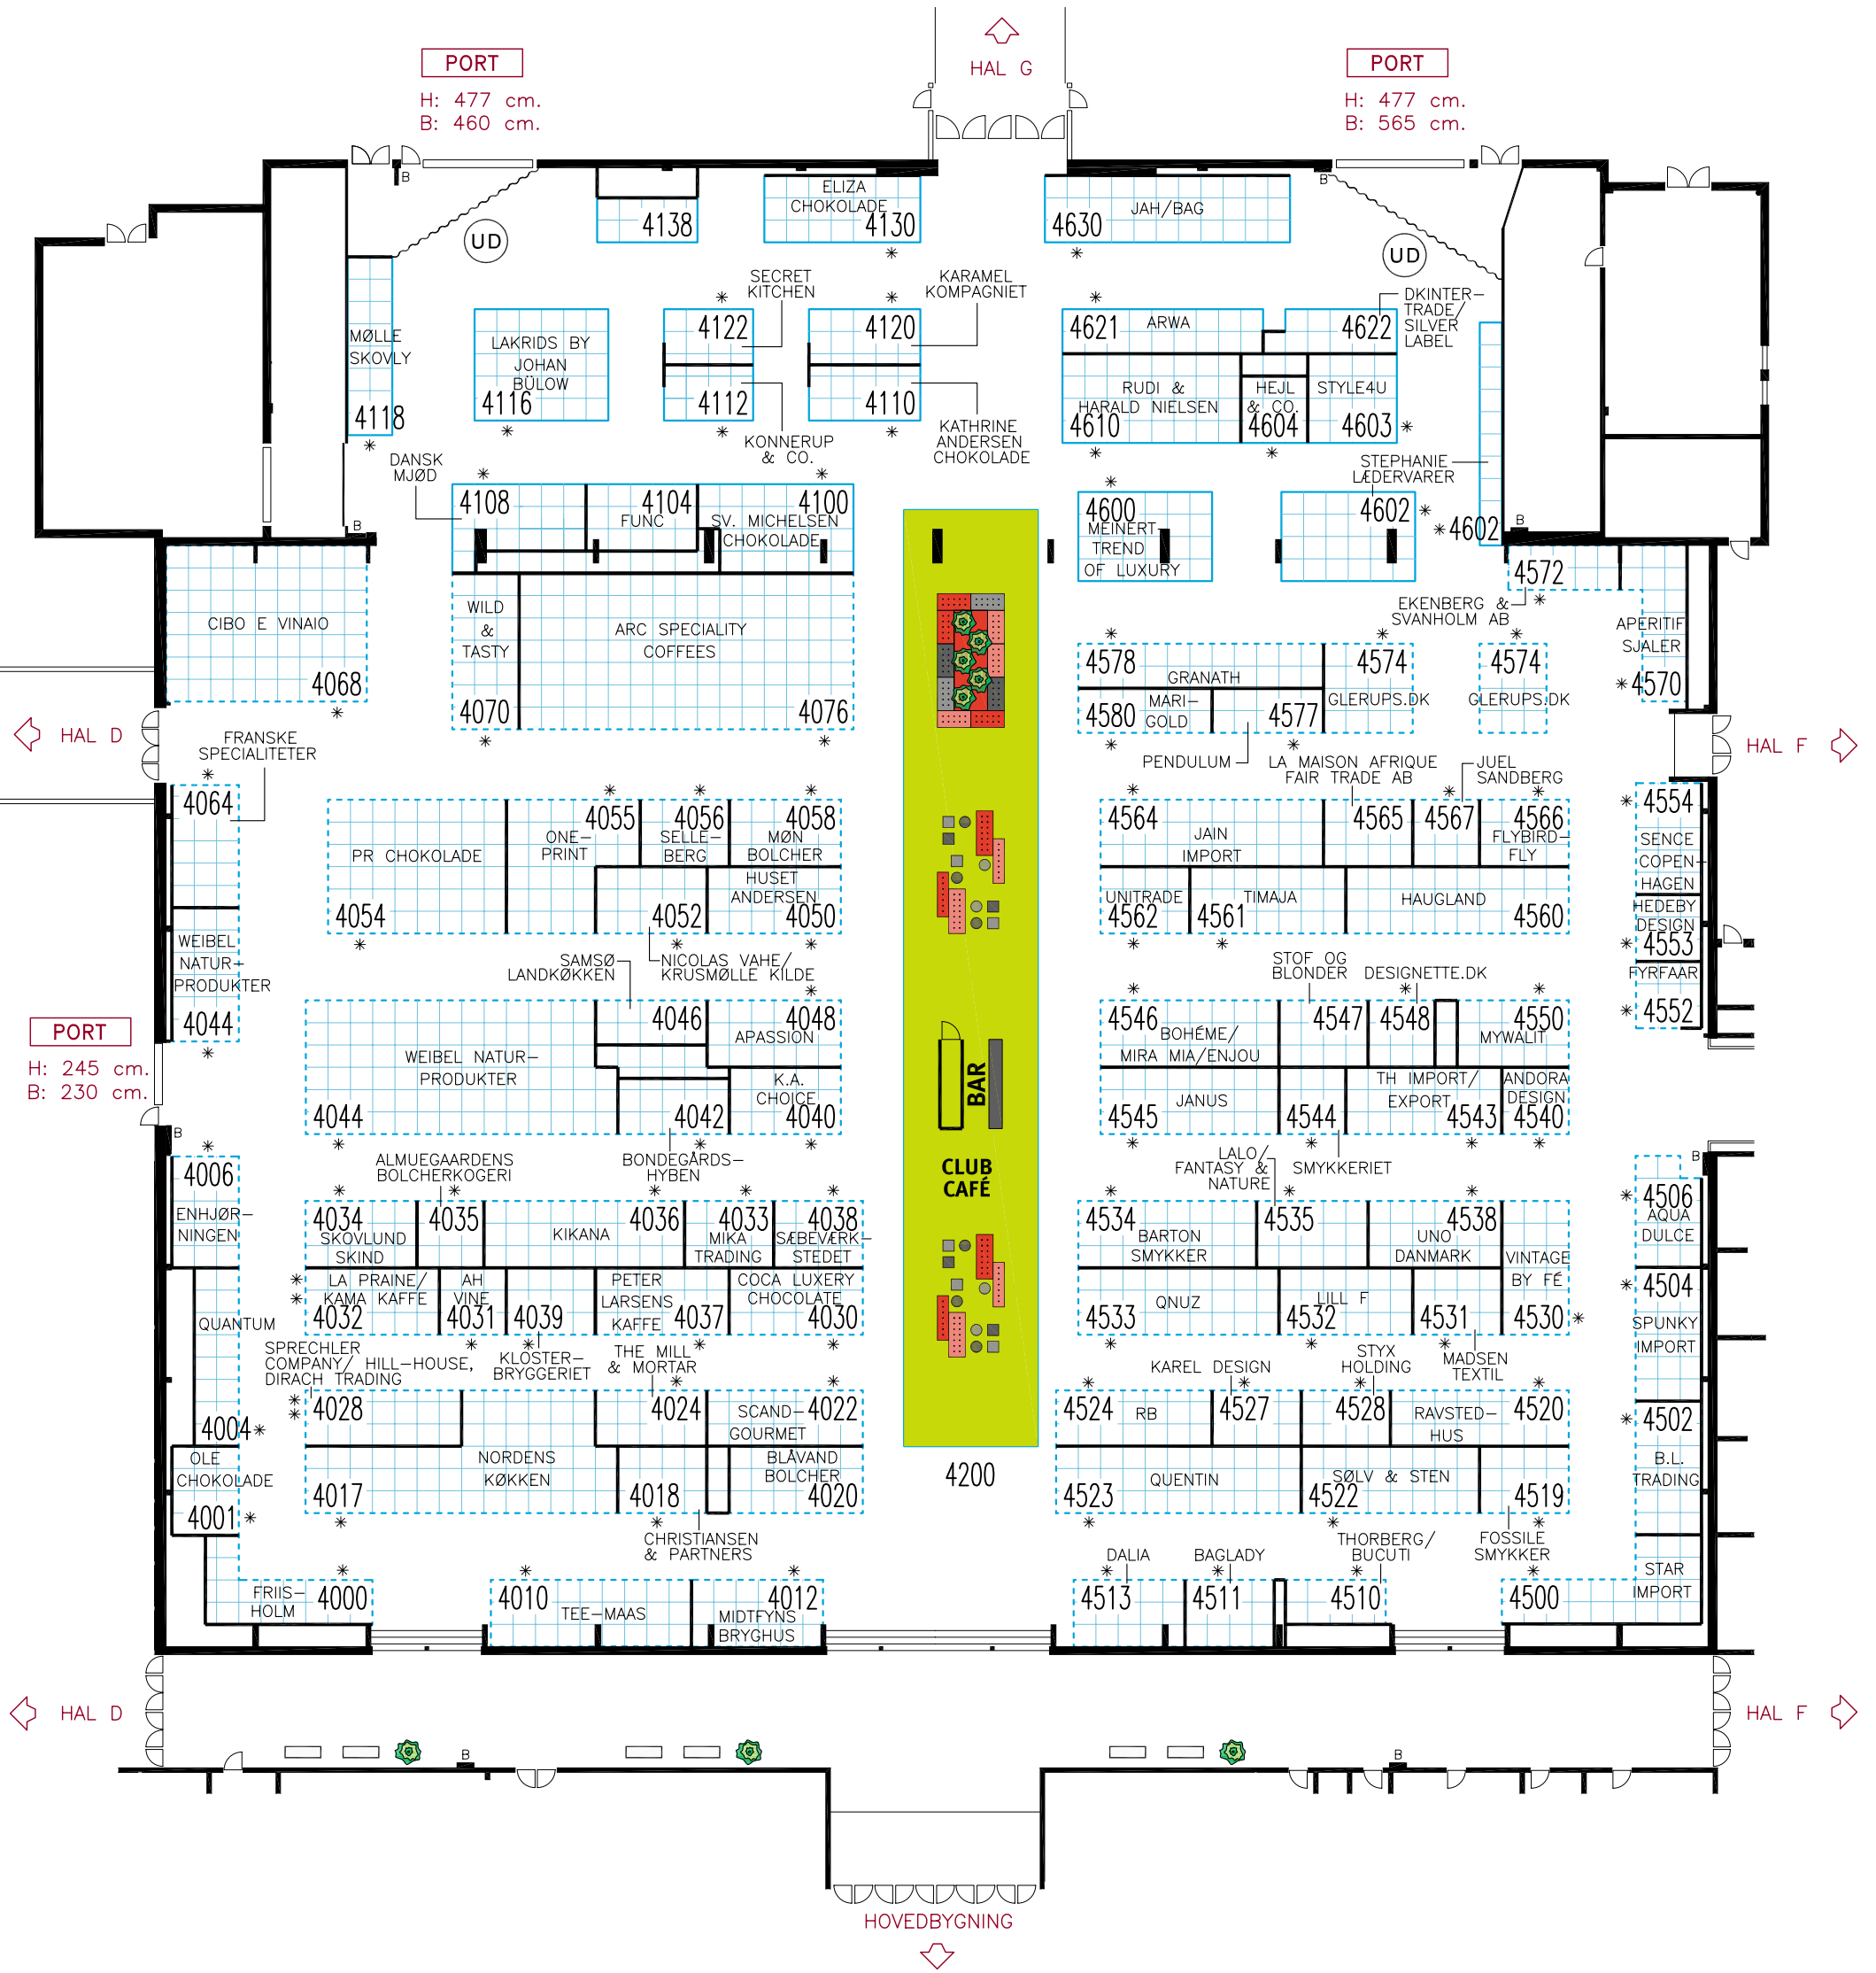 HAL G
PORT
H: 477 cm.
B: 460 cm.
PORT
H: 477 cm.
B: 565 cm.
B
B
UD
UD
4138
ELIZA
CHOKOLADE
4130
*
JAH/BAG
4630
*
MØLLE
SKOVLY
4118
*
LAKRIDS BY
JOHAN
BÜLOW
4116
*
SECRET
KITCHEN
*
4122
4112
*
KONNERUP
& CO.
KARAMEL
KOMPAGNIET
*
4120
4110
*
KATHRINE
ANDERSEN
CHOKOLADE
*
4621
ARWA
4622
DKINTER-
TRADE/
SILVER
LABEL
RUDI &
HARALD NIELSEN
4610
*
HEJL
& CO.
4604
*
STYLE4U
4603
*
STEPHANIE
LÆDERVARER
4602
*
*
4602
B
B
DANSK
MJØD
*
4108
4104
FUNC
*
4100
SV. MICHELSEN
CHOKOLADE
*
4600
MEINERT-
TREND
OF LUXURY
CIBO E VINAIO
4068
*
WILD
&
TASTY
4070
*
ARC SPECIALITY
COFFEES
4076
*
4572
*
EKENBERG &
SVANHOLM AB
APERITIF
SJALER
*
4570
*
4578
GRANATH
*
4574
GLERUPS.DK
*
4574
GLERUPS.DK
MARI-
GOLD
4580
*
4577
*
PENDULUM
HAL D
HAL F
FRANSKE
SPECIALITETER
*
4064
WEIBEL
NATUR-
PRODUKTER
4044
*
PR CHOKOLADE
4054
*
*
4055
ONE-
PRINT
*
4056
SELLE-
BERG
*
4058
MØN
BOLCHER
4052
*
NICOLAS VAHE/
KRUSMØLLE KILDE
HUSET
ANDERSEN
4050
*
LA MAISON AFRIQUE
FAIR TRADE AB
JUEL
SANDBERG
*
4564
JAIN
IMPORT
4565
*
4567
*
4566
FLYBIRD-
FLY
UNITRADE
4562
*
TIMAJA
4561
*
HAUGLAND
4560
*
*
4554
SENCE
COPEN-
HAGEN
HEDEBY
DESIGN
*
4553
FYRFAAR
*
4552
PORT
H: 245 cm.
B: 230 cm.
B
SAMSØ
LANDKØKKEN
WEIBEL NATUR-
PRODUKTER
4044
*
4046
*
4048
APASSION
4042
*
BONDEGÅRDS-
HYBEN
K.A.
CHOICE
4040
*
STOF OG
BLONDER
DESIGNETTE.DK
*
4546
BOHÉME/
MIRA MIA/ENJOU
4547
*
4548
*
4550
MYWALIT
JANUS
4545
*
4544
*
SMYKKERIET
TH IMPORT/
EXPORT
4543
*
ANDORA
DESIGN
4540
*
BAR
CLUB
CAFÉ
4200
*
4006
ENHJØR-
NINGEN
QUANTUM
4004
*
OLE
CHOKOLADE
4001
*
ALMUEGAARDENS
BOLCHERKOGERI
*
4034
SKOVLUND
SKIND
*
4035
*
4036
KIKANA
*
4033
MIKA
TRADING
*
4038
SÆBEVÆRK-
STEDET
*
*
LA PRAINE/
KAMA KAFFE
4032
AH
VINE
4031
*
4039
*
KLOSTER-
BRYGGERIET
PETER
LARSENS
KAFFE
4037
*
COCA LUXERY
CHOCOLATE
4030
*
LALO/
FANTASY &
NATURE
*
4534
BARTON
SMYKKER
*
4535
*
4538
UNO
DANMARK
VINTAGE
BY FÉ
4530
*
QNUZ
4533
*
LILL F
4532
*
4531
*
MADSEN
TEXTIL
B
*
4506
AQUA
DULCE
*
4504
SPUNKY
IMPORT
*
4502
B.L.
TRADING
SPRECHLER
COMPANY/ HILL-HOUSE,
DIRACH TRADING
*
*
4028
THE MILL
& MORTAR
*
4024
*
4022
SCAND-
GOURMET
NORDENS
KØKKEN
4017
*
4018
*
CHRISTIANSEN
& PARTNERS
BLÅVAND
BOLCHER
4020
*
KAREL DESIGN
STYX
HOLDING
*
4524
RB
*
4527
*
4528
*
4520
RAVSTED-
HUS
QUENTIN
4523
*
SØLV & STEN
4522
*
4519
*
FOSSILE
SMYKKER
FRIIS-
HOLM
*
4000
*
4010
TEE-MAAS
*
4012
MIDTFYNS
BRYGHUS
DALIA
*
4513
BAGLADY
*
4511
THORBERG/
BUCUTI
*
4510
*
4500
STAR
IMPORT
HAL D
HAL F
B
B
HOVEDBYGNING